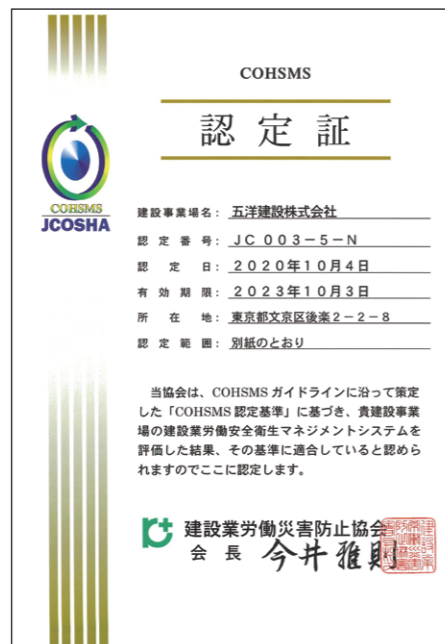 COHSMS
認定証
COHSMS
JCOSHA
建設事業場名：五洋建設株式会社
認定番号：JC 003－5－N
認定日：2020年10月4日
有効期限：2023年10月3日
所在地：東京都文京区後楽2－2－8
認定範囲：別紙のとおり
当協会は、COHSMS ガイドラインに沿って策定
した「COHSMS 認定基準」に基づき、貴建設事業
場の建設業労働安全衛生マネジメントシステムを
評価した結果、その基準に適合していると認めら
れますのでここに認定します。
建設業労働災害防止協会
会長 今井雅則